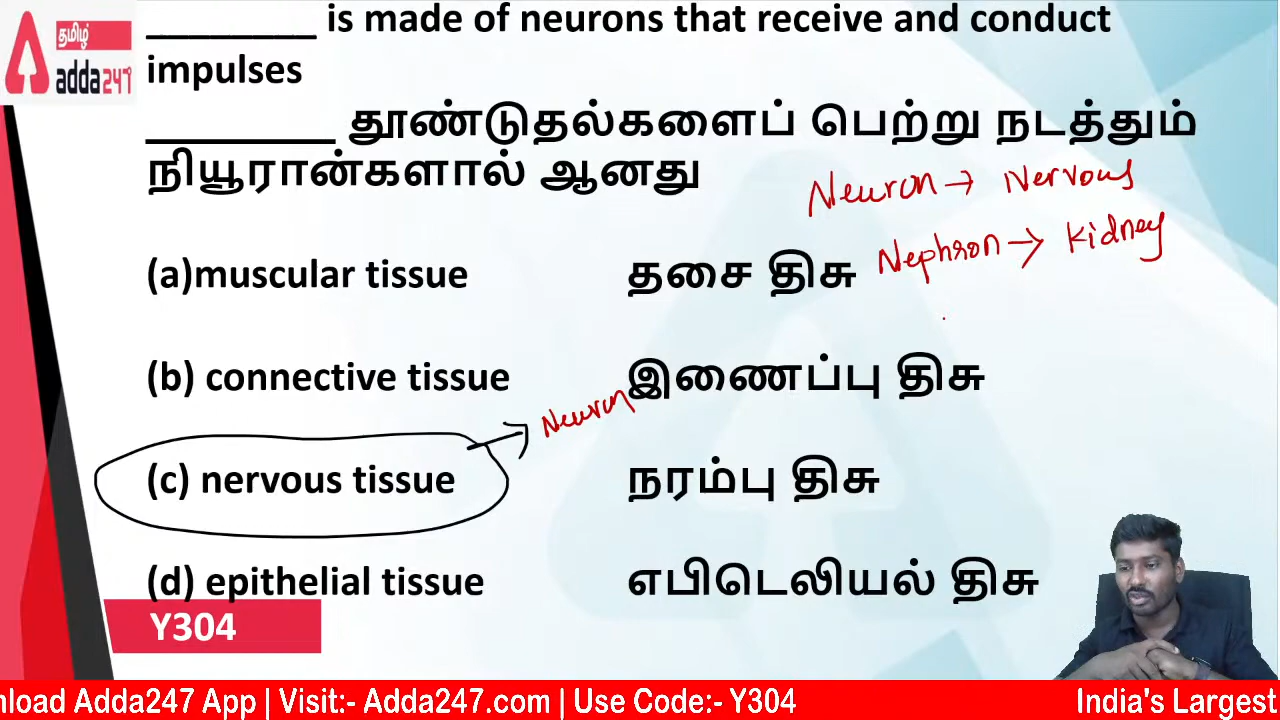 தமிழ்
adda247
________ is made of neurons that receive and conduct
impulses
_________ தூண்டுதல்களைப் பெற்று நடத்தும்
நியூரான்களால் ஆனது
Neuron → Nervous
Nephron → Kidney
(a)muscular tissue தசை திசு
(b) connective tissue இணைப்பு திசு
Neuron
(c) nervous tissue நரம்பு திசு
(d) epithelial tissue எபிடெலியல் திசு
Y304
nload Adda247 App | Visit:- Adda247.com | Use Code:- Y304 India's Largest